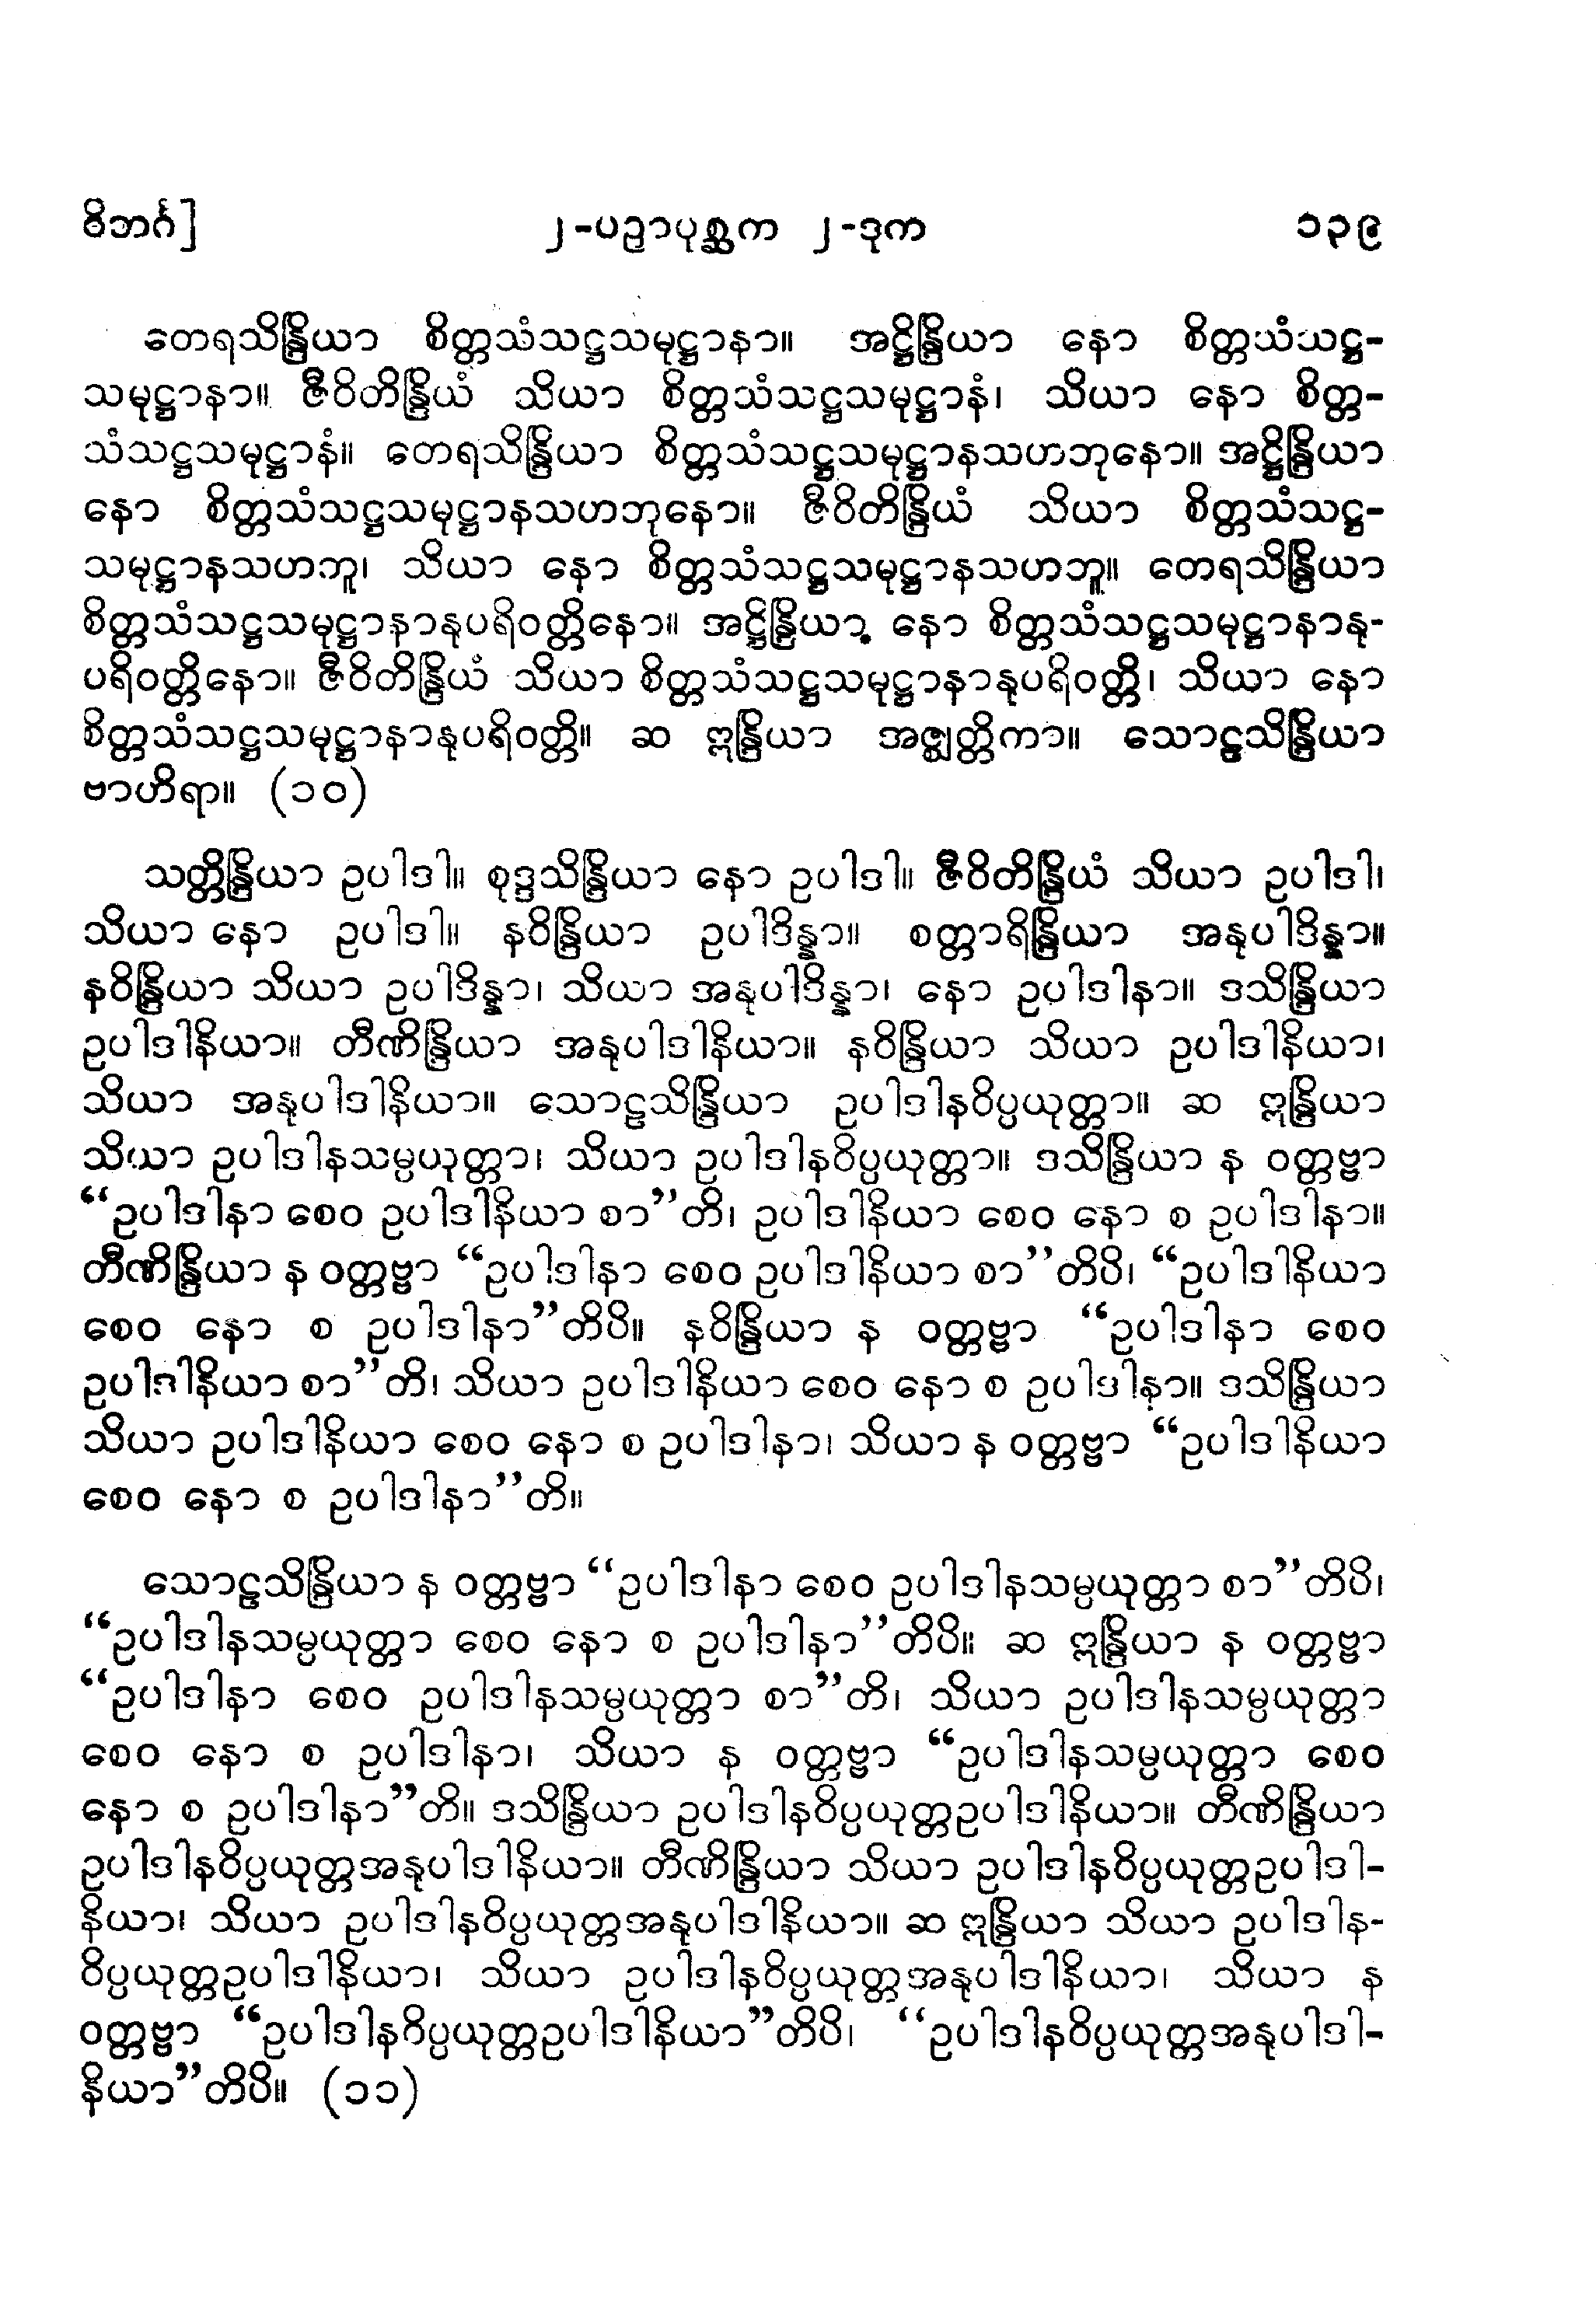 ဝိဘင်္ဂ]	၂-ပဉှာပုစ္ဆက ၂-ဒုက	၁၃၉
တေရသိန္ဒြိယာ စိတ္တသံသဋ္ဌသမုဋ္ဌာနာ။ အဋ္ဌိန္ဒြိယာ နော စိတ္တသံသဋ္ဌ-
သမုဋ္ဌာနာ။ ဇီဝိတိန္ဒြိယံ သိယာ စိတ္တသံသဋ္ဌသမုဋ္ဌာနံ၊ သိယာ နော စိတ္တ-
သံသဋ္ဌသမုဋ္ဌာနံ။ တေရသိန္ဒြိယာ စိတ္တသံသဋ္ဌသမုဋ္ဌာနသဟဘုနော။ အဋ္ဌိန္ဒြိယာ
နော စိတ္တသံသဋ္ဌသမုဋ္ဌာနသဟဘုနော။ ဇီဝိတိန္ဒြိယံ သိယာ စိတ္တသံသဋ္ဌ-
သမုဋ္ဌာနသဟဘူ၊ သိယာ နော စိတ္တသံသဋ္ဌသမုဋ္ဌာနသဟဘူ။ တေရသိန္ဒြိယာ
စိတ္တသံသဋ္ဌသမုဋ္ဌာနာနုပရိဝတ္တိနော။ အဋ္ဌိန္ဒြိယာ နော စိတ္တသံသဋ္ဌသမုဋ္ဌာနာနု-
ပရိဝတ္တိနော။ ဇီဝိတိန္ဒြိယံ သိယာ စိတ္တသံသဋ္ဌသမုဋ္ဌာနာနုပရိဝတ္တိ၊ သိယာ နော
စိတ္တသံသဋ္ဌသမုဋ္ဌာနာနုပရိဝတ္တိ။ ဆ ဣန္ဒြိယာ အဇ္ဈတ္တိကာ။ သောဠသိန္ဒြိယာ
ဗာဟိရာ။ (၁၀)
သတ္တိန္ဒြိယာ ဥပါဒါ။ စုဒ္ဒသိန္ဒြိယာ နော ဥပါဒါ။ ဇီဝိတိန္ဒြိယံ သိယာ ဥပါဒါ၊
သိယာ နော ဥပါဒါ။ နဝိန္ဒြိယာ ဥပါဒိန္နာ။ စတ္တာရိန္ဒြိယာ အနုပါဒိန္နာ။
နဝိန္ဒြိယာ သိယာ ဥပါဒိန္နာ၊ သိယာ အနုပါဒိန္နာ၊ နော ဥပါဒါနာ။ ဒသိန္ဒြိယာ
ဥပါဒါနိယာ။ တီဏိန္ဒြိယာ အနုပါဒါနိယာ။ နဝိန္ဒြိယာ သိယာ ဥပါဒါနိယာ၊
သိယာ အနုပါဒါနိယာ။ သောဠသိန္ဒြိယာ ဥပါဒါနဝိပ္ပယုတ္တာ။ ဆ ဣန္ဒြိယာ
သိယာ ဥပါဒါနသမ္ပယုတ္တာ၊ သိယာ ဥပါဒါနဝိပ္ပယုတ္တာ။ ဒသိန္ဒြိယာ န ဝတ္တဗ္ဗာ
“ဥပါဒါနာ စေဝ ဥပါဒါနိယာ စာ”တိ၊ ဥပါဒါနိယာ စေဝ နော စ ဥပါဒါနာ။
တီဏိန္ဒြိယာ န ဝတ္တဗ္ဗာ “ဥပါဒါနာ စေဝ ဥပါဒါနိယာ စာ”တိပိ၊ “ဥပါဒါနိယာ
စေဝ နော စ ဥပါဒါနာ”တိပိ။ နဝိန္ဒြိယာ န ဝတ္တဗ္ဗာ “ဥပါဒါနာ စေဝ
ဥပါဒါနိယာ စာ”တိ၊ သိယာ ဥပါဒါနိယာ စေဝ နော စ ဥပါဒါနာ။ ဒသိန္ဒြိယာ
သိယာ ဥပါဒါနိယာ စေဝ နော စ ဥပါဒါနာ၊ သိယာ န ဝတ္တဗ္ဗာ “ဥပါဒါနိယာ
စေဝ နော စ ဥပါဒါနာ”တိ။
သောဠသိန္ဒြိယာ န ဝတ္တဗ္ဗာ “ဥပါဒါနာ စေဝ ဥပါဒါနသမ္ပယုတ္တာ စာ”တိပိ၊
“ဥပါဒါနသမ္ပယုတ္တာ စေဝ နော စ ဥပါဒါနာ”တိပိ။ ဆ ဣန္ဒြိယာ န ဝတ္တဗ္ဗာ
“ဥပါဒါနာ စေဝ ဥပါဒါနသမ္ပယုတ္တာ စာ”တိ၊ သိယာ ဥပါဒါနသမ္ပယုတ္တာ
စေဝ နော စ ဥပါဒါနာ၊ သိယာ န ဝတ္တဗ္ဗာ “ဥပါဒါနသမ္ပယုတ္တာ စေဝ
နော စ ဥပါဒါနာ”တိ။ ဒသိန္ဒြိယာ ဥပါဒါနဝိပ္ပယုတ္တဥပါဒါနိယာ။ တီဏိန္ဒြိယာ
ဥပါဒါနဝိပ္ပယုတ္တအနုပါဒါနိယာ။ တီဏိန္ဒြိယာ သိယာ ဥပါဒါနဝိပ္ပယုတ္တဥပါဒါ-
နိယာ၊ သိယာ ဥပါဒါနဝိပ္ပယုတ္တအနုပါဒါနိယာ။ ဆ ဣန္ဒြိယာ သိယာ ဥပါဒါန-
ဝိပ္ပယုတ္တဥပါဒါနိယာ၊ သိယာ ဥပါဒါနဝိပ္ပယုတ္တအနုပါဒါနိယာ၊ သိယာ န
ဝတ္တဗ္ဗာ “ဥပါဒါနဝိပ္ပယုတ္တဥပါဒါနိယာ”တိပိ၊ “ဥပါဒါနဝိပ္ပယုတ္တအနုပါဒါ-
နိယာ”တိပိ။ (၁၁)